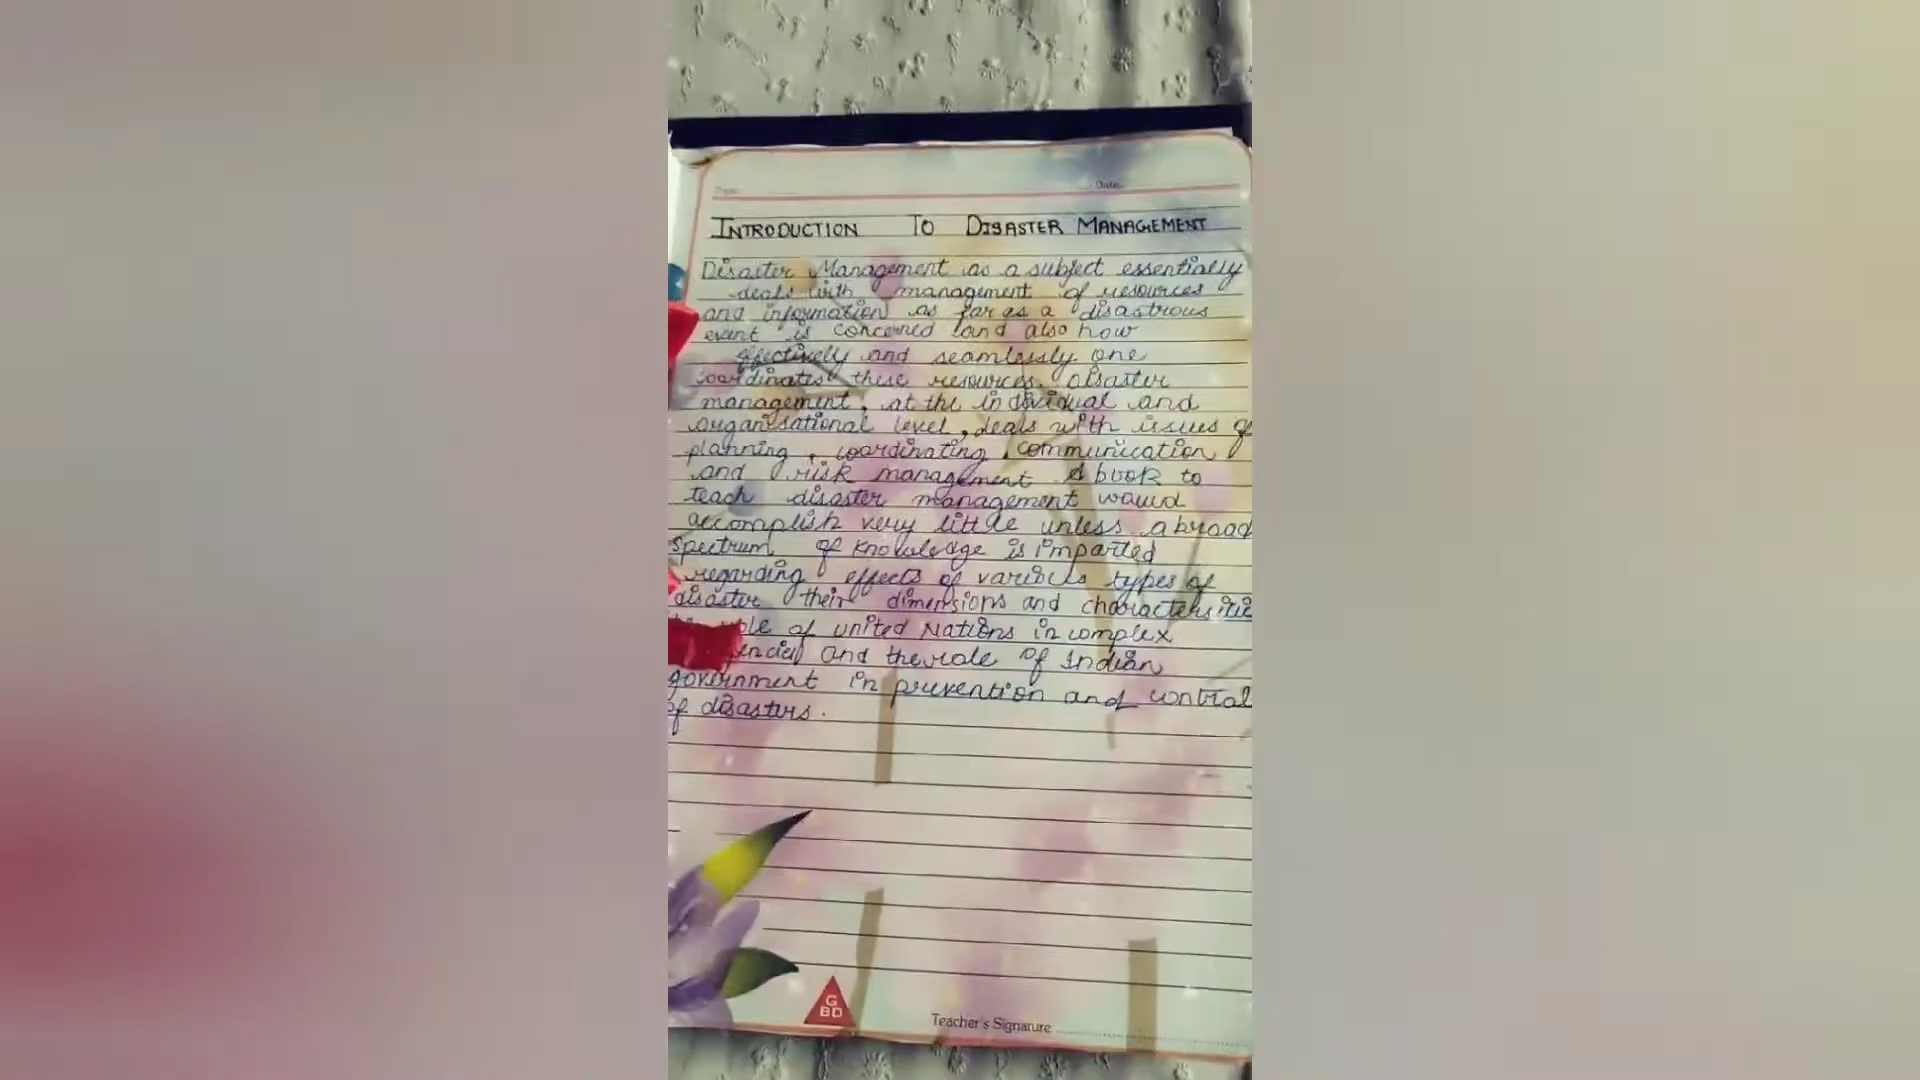 Date
INTRODUCTION TO DISASTER MANAGEMENT
Disaster Management as a subject essentially
deals with management of resources
and information as far as a disastrous
event is concerned and also how
effectively and seamlessly one
coordinates these resources. Disaster
management, at the individual and
organisational level, deals with issues of
planning, coordinating, communication
and risk management. A book to
teach disaster management would
accomplish very little unless a broad
spectrum of knowledge is imparted
regarding effects of various types of
disaster their dimensions and
of united Nations in complex
and the role of Indian
government in prevention and control
of disasters.
G
BD
Teacher's Signature